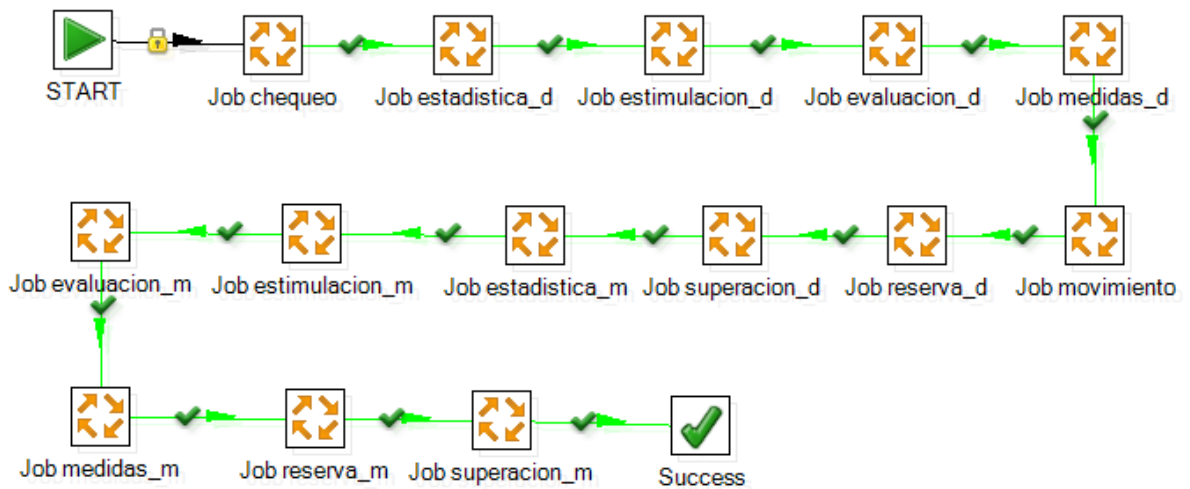 START
Job chequeo
Job estadistica_d
Job estimulacion_d
Job evaluacion_d
Job medidas_d
Job evaluacion_m
Job estimulacion_m
Job estadistica_m
Job superacion_d
Job reserva_d
Job movimiento
Job medidas_m
Job reserva_m
Job superacion_m
Success